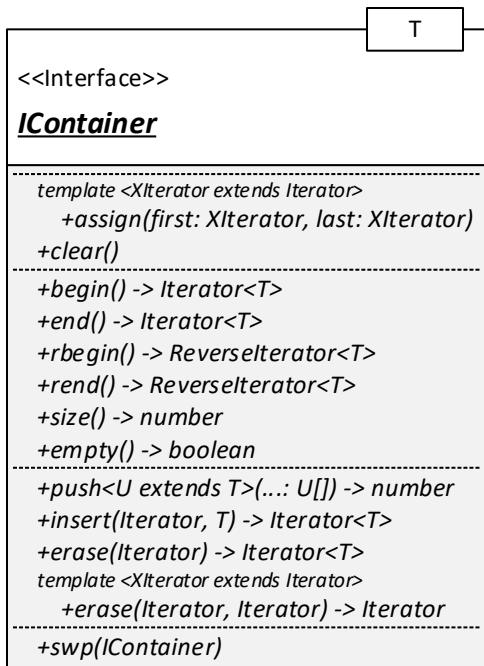 T
<<Interface>>
IContainer
template <XIterator extends Iterator>
+assign(first: XIterator, last: XIterator)
+clear()
+begin() -> Iterator<T>
+end() -> Iterator<T>
+rbegin() -> ReverseIterator<T>
+rend() -> ReverseIterator<T>
+size() -> number
+empty() -> boolean
+push<U extends T>(...: U[]) -> number
+insert(Iterator, T) -> Iterator<T>
+erase(Iterator) -> Iterator<T>
template <XIterator extends Iterator>
+erase(Iterator, Iterator) -> Iterator
+swp(IContainer)